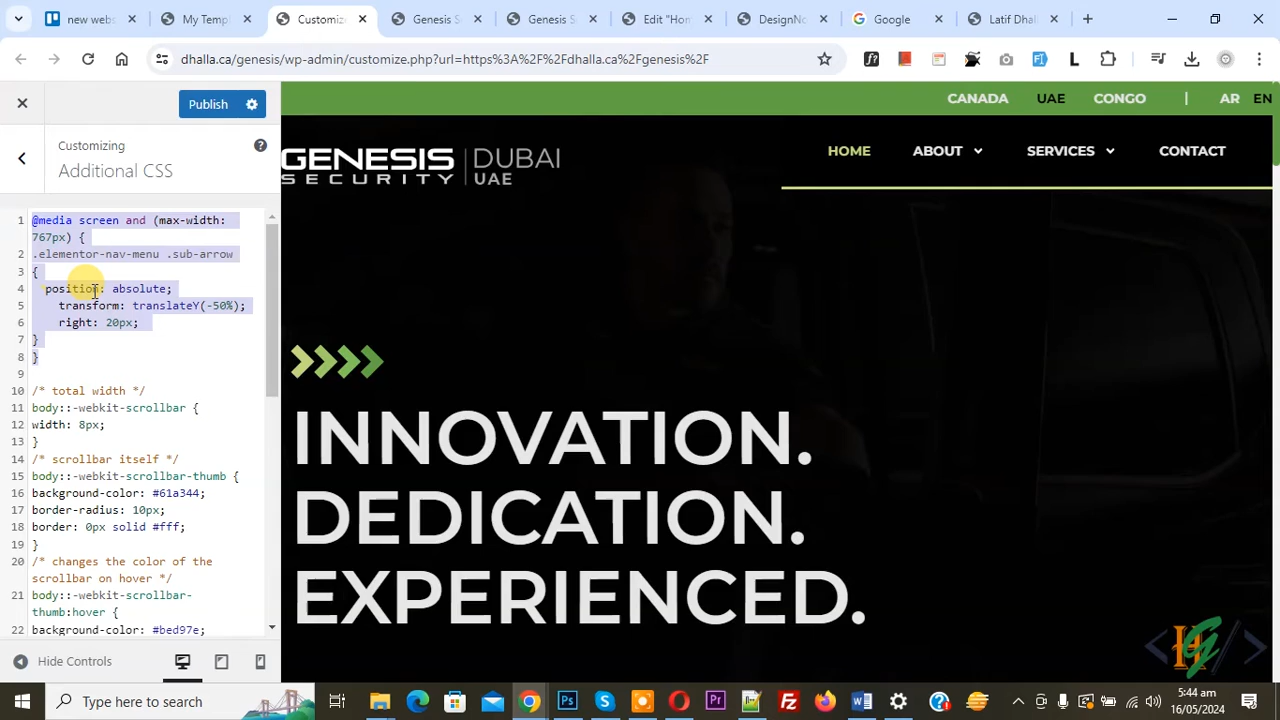 new webs
My Temp
Customize
Genesis S
Genesis S
Edit "Hom
DesignNo
Google
Latif Dhal
dhalla.ca/genesis/wp-admin/customize.php?url=https%3A%2F%2Fdhalla.ca%2Fgenesis%2F
Publish
Customizing
Additional CSS
1 @media screen and (max-width:
767px) {
2 .elementor-nav-menu .sub-arrow
3 {
4 position: absolute;
5 transform: translateY(-50%);
6 right: 20px;
7 }
8 }
9
10 /* total width */
11 body::-webkit-scrollbar {
12 width: 8px;
13 }
14 /* scrollbar itself */
15 body::-webkit-scrollbar-thumb {
16 background-color: #61a344;
17 border-radius: 10px;
18 border: 0px solid #fff;
19 }
20 /* changes the color of the
scrollbar on hover */
21 body::-webkit-scrollbar-
thumb:hover {
22 background-color: #bed97e;
Hide Controls
CANADA UAE CONGO | AR EN
GENESIS SECURITY | DUBAI UAE
HOME ABOUT SERVICES CONTACT
INNOVATION.
DEDICATION.
EXPERIENCED.
Type here to search
5:44 am
16/05/2024